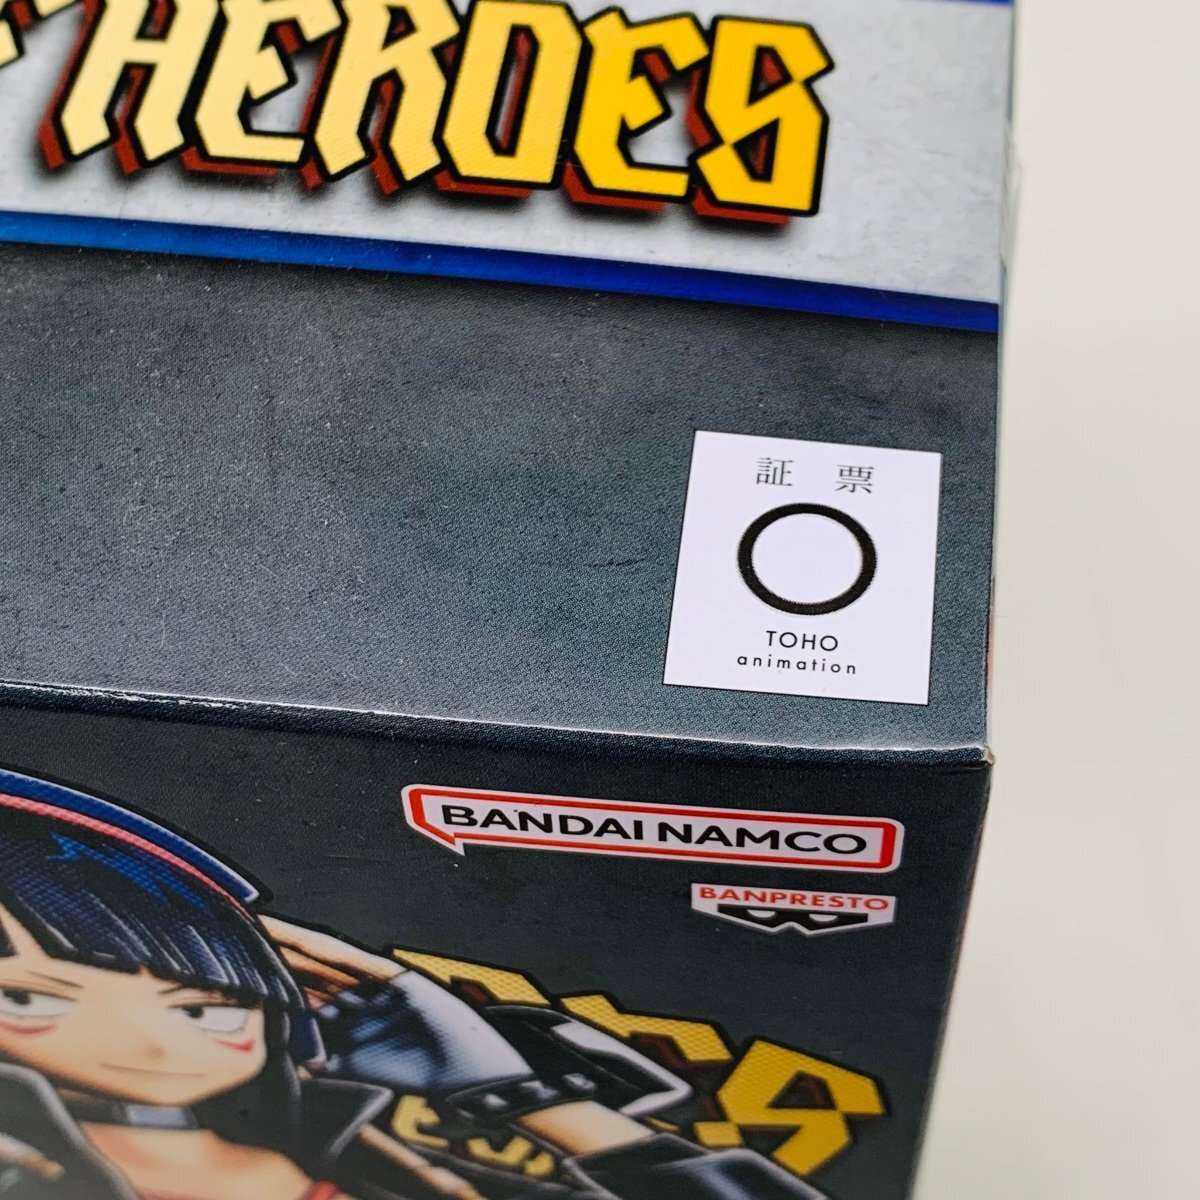 HEROES
証 票
TOHO
animation
BANDAI NAMCO
BANPRESTO